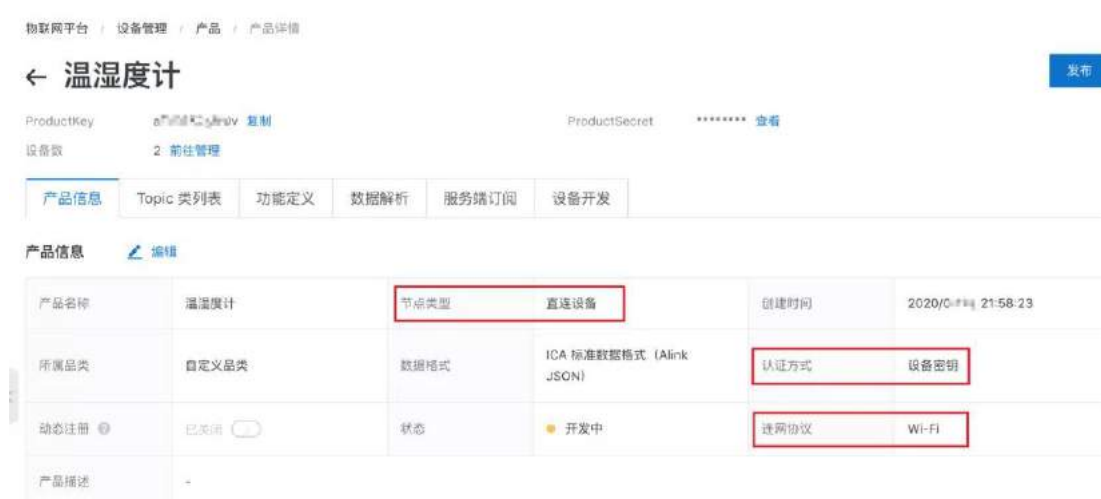 物联网平台 / 设备管理 / 产品 / 产品详情
← 温湿度计
发布
ProductKey 复制 ProductSecret ******** 查看
设备数 2 前往管理
产品信息 Topic 类列表 功能定义 数据解析 服务端订阅 设备开发
产品信息 编辑
产品名称 温湿度计 节点类型 直连设备 创建时间 2020/0 21:58:23
所属品类 自定义品类 数据格式 ICA 标准数据格式 (Alink
JSON) 认证方式 设备密钥
动态注册 已关闭 状态 开发中 连网协议 Wi-Fi
产品描述 -